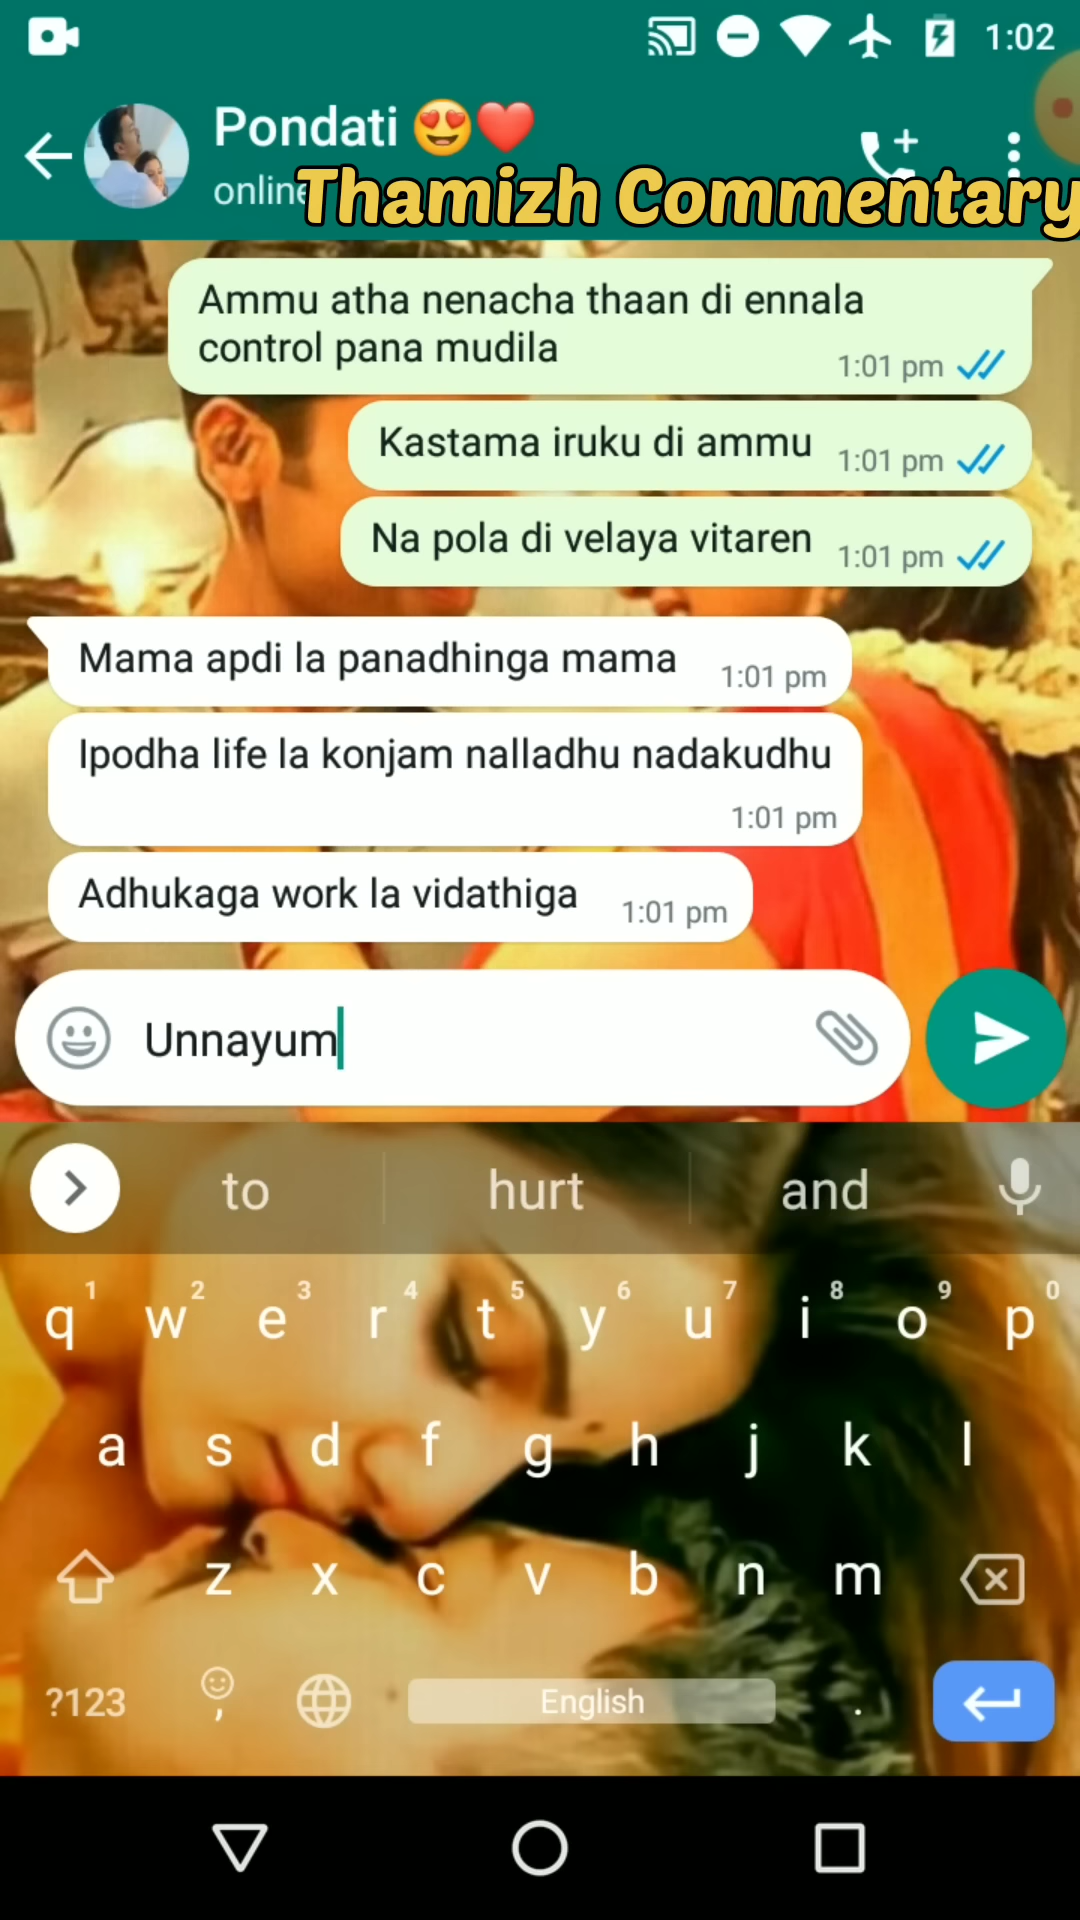 1:02
Pondati 😍❤️
online
Thamizh Commentary
Ammu atha nenacha thaan di ennala
control pana mudila
1:01 pm
Kastama iruku di ammu 1:01 pm
Na pola di velaya vitaren 1:01 pm
Mama apdi la panadhinga mama 1:01 pm
Ipodha life la konjam nalladhu nadakudhu
1:01 pm
Adhukaga work la vidathiga 1:01 pm
Unnayum
to hurt and
1 2 3 4 5 6 7 8 9 0
q w e r t y u i o p
a s d f g h j k l
z x c v b n m
?123 , English .